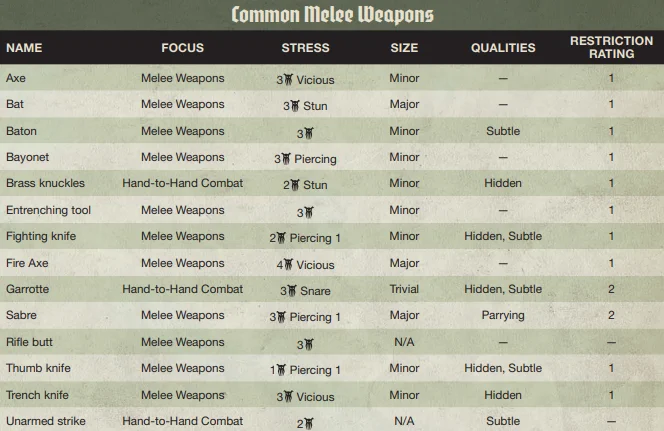 Common Melee Weapons
NAME FOCUS STRESS SIZE QUALITIES RESTRICTION RATING
Axe Melee Weapons 3 Vicious Minor — 1
Bat Melee Weapons 3 Stun Major — 1
Baton Melee Weapons 3 Minor Subtle 1
Bayonet Melee Weapons 3 Piercing Minor — 1
Brass knuckles Hand-to-Hand Combat 2 Stun Minor Hidden 1
Entrenching tool Melee Weapons 3 Minor — 1
Fighting knife Melee Weapons 2 Piercing 1 Minor Hidden, Subtle 1
Fire Axe Melee Weapons 4 Vicious Major — 1
Garrotte Hand-to-Hand Combat 3 Snare Trivial Hidden, Subtle 2
Sabre Melee Weapons 3 Piercing 1 Major Parrying 2
Rifle butt Melee Weapons 3 N/A — —
Thumb knife Melee Weapons 1 Piercing 1 Minor Hidden, Subtle 1
Trench knife Melee Weapons 3 Vicious Minor Hidden 1
Unarmed strike Hand-to-Hand Combat 2 N/A Subtle —